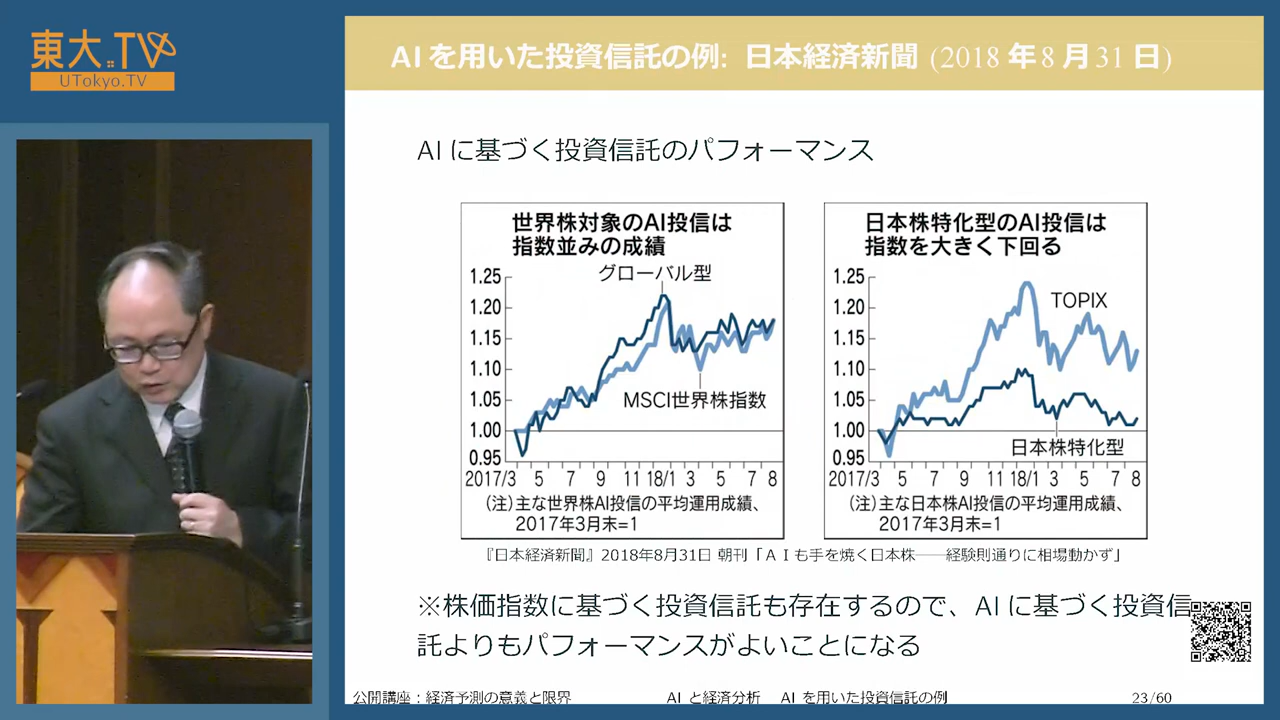 東大TV
UTokyo.TV
AIを用いた投資信託の例: 日本経済新聞 (2018年8月31日)
AIに基づく投資信託のパフォーマンス
世界株対象のAI投信は
指数並みの成績
グローバル型
1.25
1.20
1.15
1.10
1.05
1.00
0.95
MSCI世界株指数
2017/3 5 7 9 11 18/1 3 5 7 8
(注)主な世界株AI投信の平均運用成績、
2017年3月末=1
日本株特化型のAI投信は
指数を大きく下回る
1.25
1.20
1.15
1.10
1.05
1.00
0.95
TOPIX
日本株特化型
2017/3 5 7 9 11 18/1 3 5 7 8
(注)主な日本株AI投信の平均運用成績、
2017年3月末=1
『日本経済新聞』2018年8月31日 朝刊「ＡＩも手を焼く日本株──経験則通りに相場動かず」
※株価指数に基づく投資信託も存在するので、AIに基づく投資信
託よりもパフォーマンスがよいことになる
公開講座：経済予測の意義と限界 AIと経済分析 AIを用いた投資信託の例 23/60